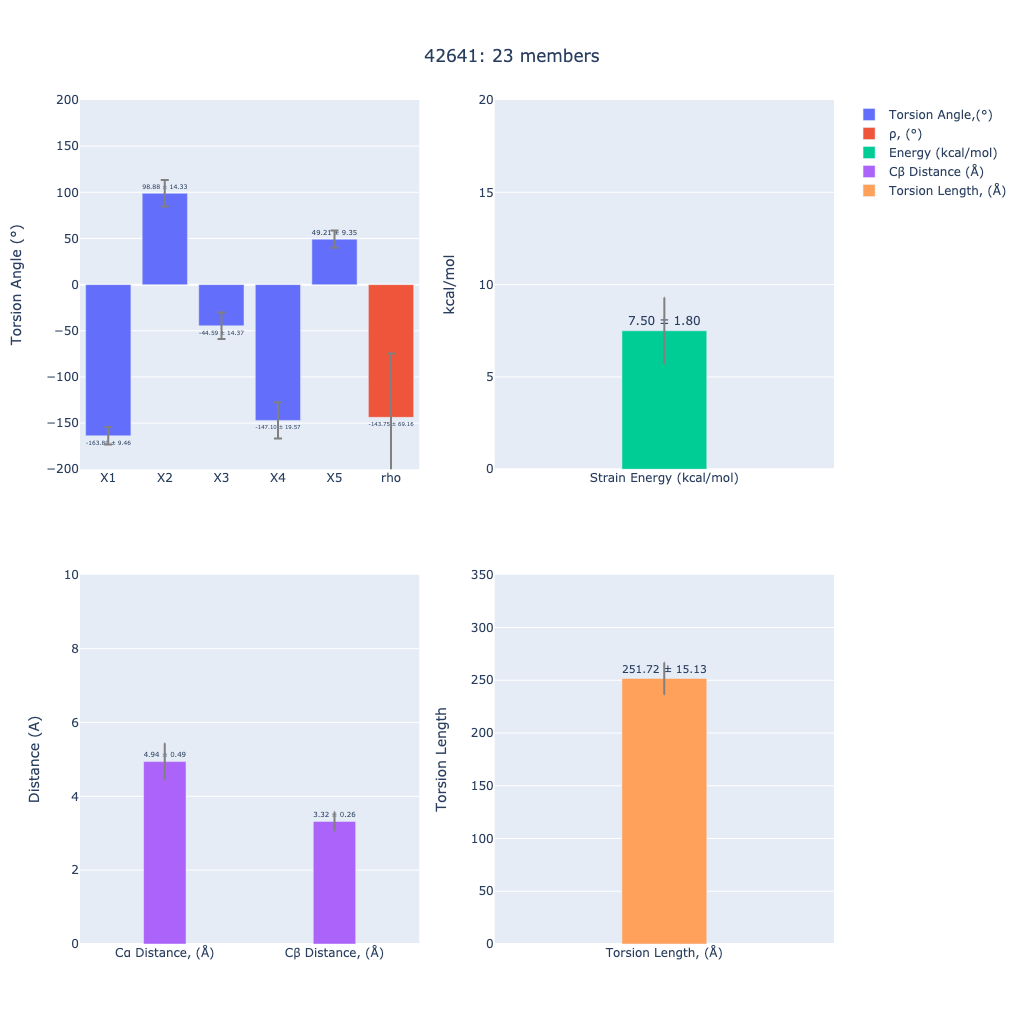 42641: 23 members
Torsion Angle (°)
200
150
100
50
0
−50
−100
−150
−200
98.88 ± 14.33
49.21 ± 9.35
-44.59 ± 14.37
-147.10 ± 19.57
-143.75 ± 69.16
X1
X2
X3
X4
X5
rho
kcal/mol
20
15
10
5
0
7.50 ± 1.80
Strain Energy (kcal/mol)
Torsion Angle,(°)
ρ, (°)
Energy (kcal/mol)
Cβ Distance (Å)
Torsion Length, (Å)
Distance (A)
10
8
6
4
2
0
4.94 ± 0.49
3.32 ± 0.26
Cα Distance, (Å)
Cβ Distance, (Å)
Torsion Length
350
300
250
200
150
100
50
0
251.72 ± 15.13
Torsion Length, (Å)